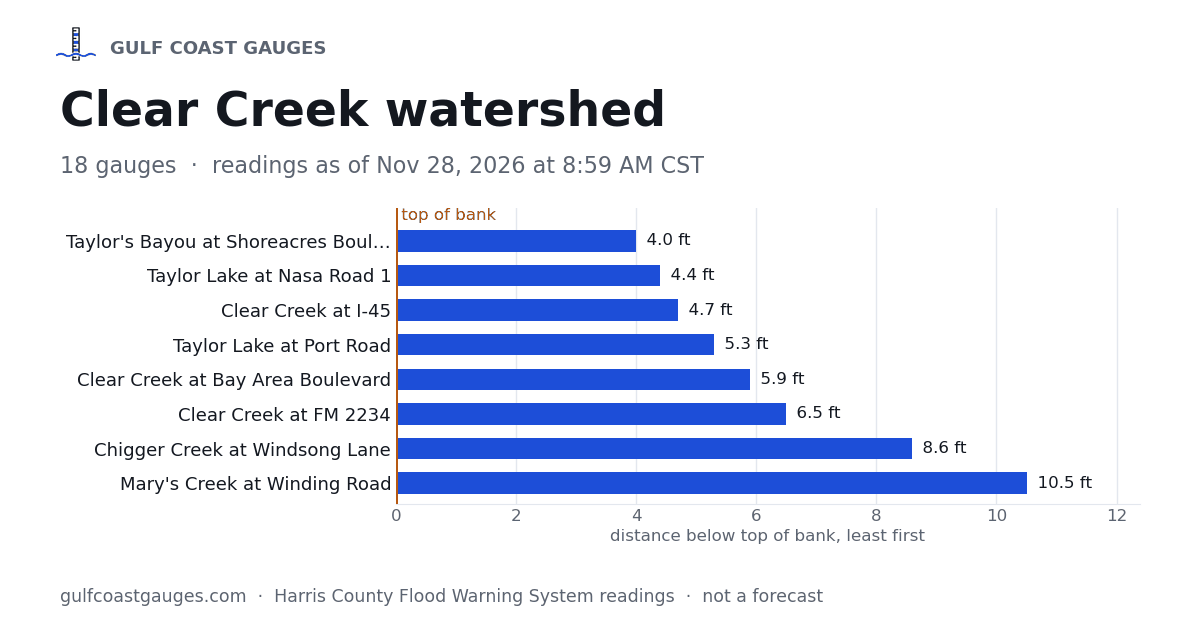 GULF COAST GAUGES
Clear Creek watershed
18 gauges · readings as of Nov 28, 2026 at 8:59 AM CST
top of bank
Taylor's Bayou at Shoreacres Boul… 4.0 ft
Taylor Lake at Nasa Road 1 4.4 ft
Clear Creek at I-45 4.7 ft
Taylor Lake at Port Road 5.3 ft
Clear Creek at Bay Area Boulevard 5.9 ft
Clear Creek at FM 2234 6.5 ft
Chigger Creek at Windsong Lane 8.6 ft
Mary's Creek at Winding Road 10.5 ft
0 2 4 6 8 10 12
distance below top of bank, least first
gulfcoastgauges.com · Harris County Flood Warning System readings · not a forecast